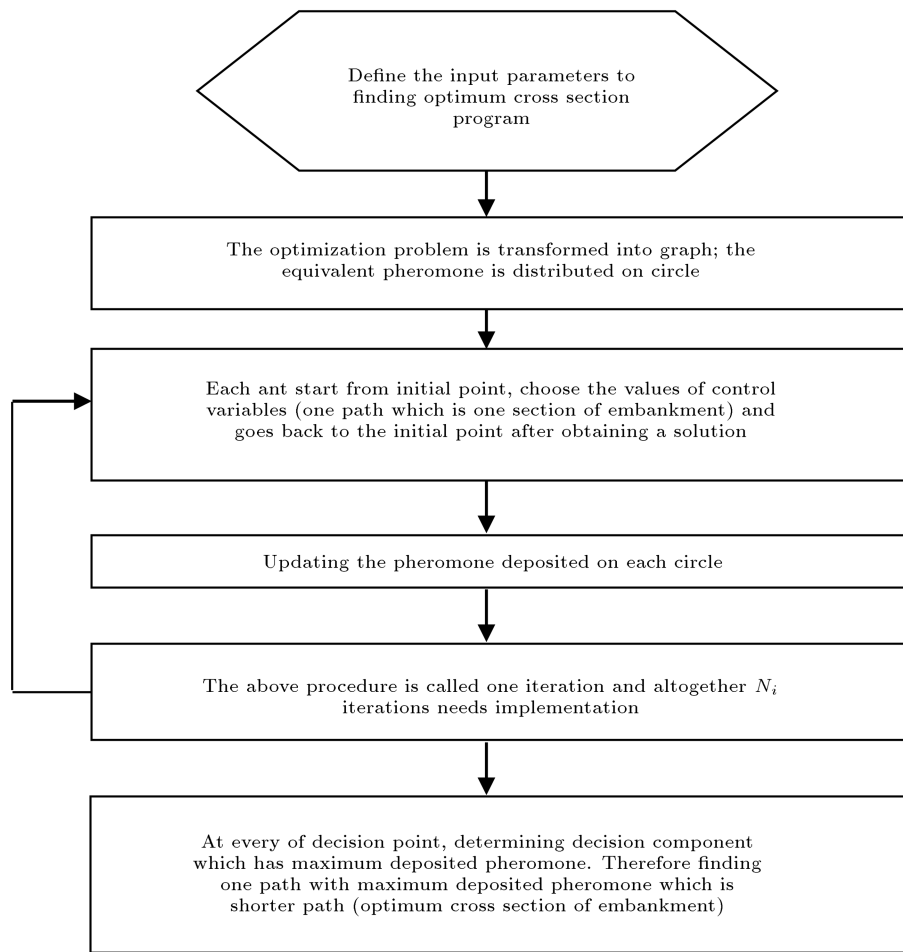 Define the input parameters to
finding optimum cross section
program
The optimization problem is transformed into graph; the
equivalent pheromone is distributed on circle
Each ant start from initial point, choose the values of control
variables (one path which is one section of embankment) and
goes back to the initial point after obtaining a solution
Updating the pheromone deposited on each circle
The above procedure is called one iteration and altogether N_i
iterations needs implementation
At every of decision point, determining decision component
which has maximum deposited pheromone. Therefore finding
one path with maximum deposited pheromone which is
shorter path (optimum cross section of embankment)